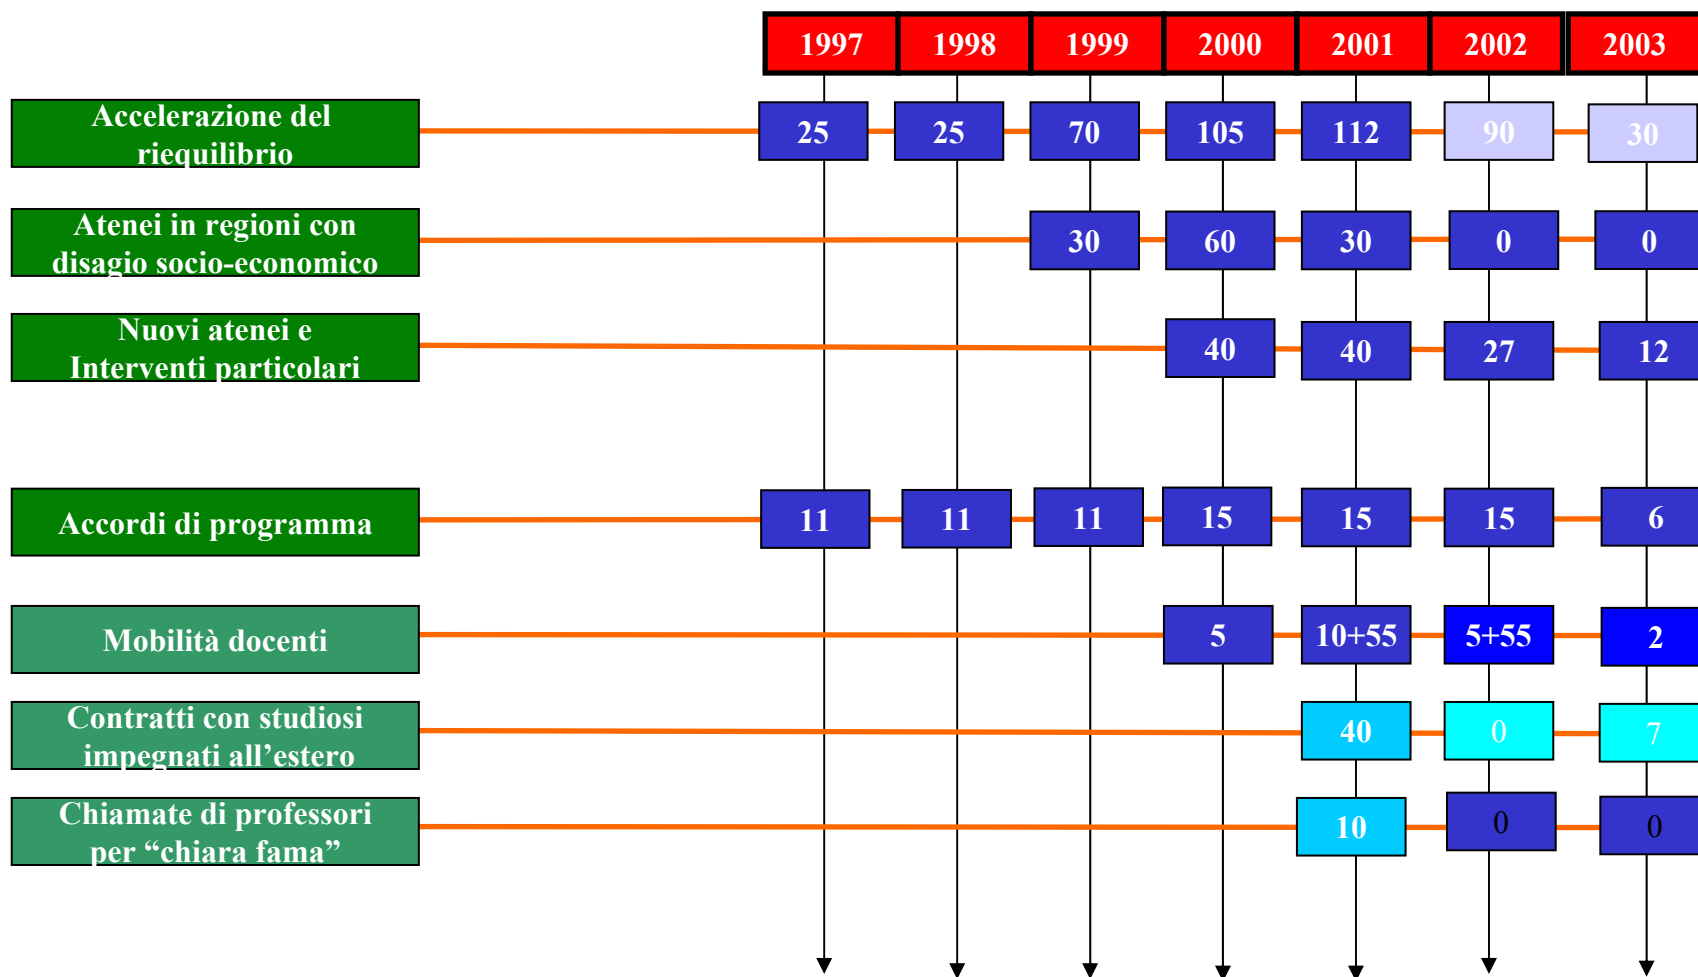 1997 1998 1999 2000 2001 2002 2003
Accelerazione del
riequilibrio
25 25 70 105 112 90 30
Atenei in regioni con
disagio socio-economico
30 60 30 0 0
Nuovi atenei e
Interventi particolari
40 40 27 12
Accordi di programma
11 11 11 15 15 15 6
Mobilità docenti
5 10+55 5+55 2
Contratti con studiosi
impegnati all’estero
40 0 7
Chiamate di professori
per “chiara fama”
10 0 0